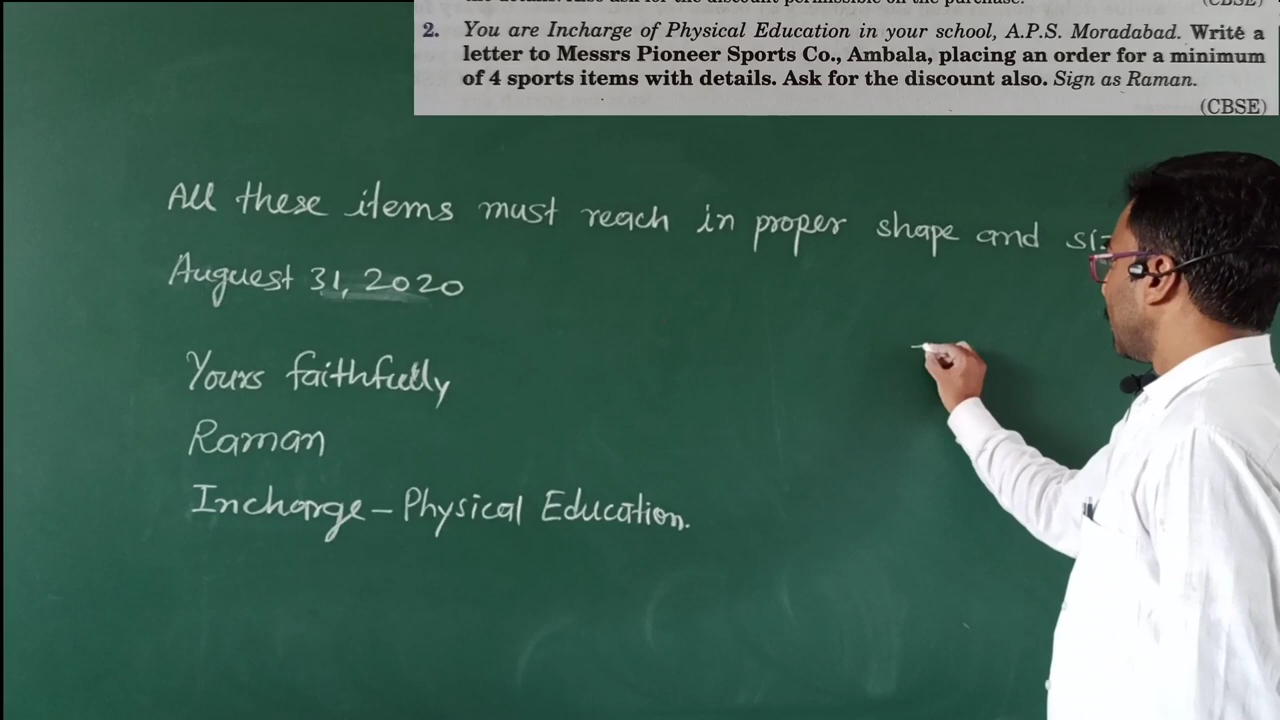 (CBSE)
2. You are Incharge of Physical Education in your school, A.P.S. Moradabad. Write a
letter to Messrs Pioneer Sports Co., Ambala, placing an order for a minimum
of 4 sports items with details. Ask for the discount also. Sign as Raman.
(CBSE)
All these items must reach in proper shape and
Auguest 31, 2020
Yours faithfully
Raman
Incharge – Physical Education.